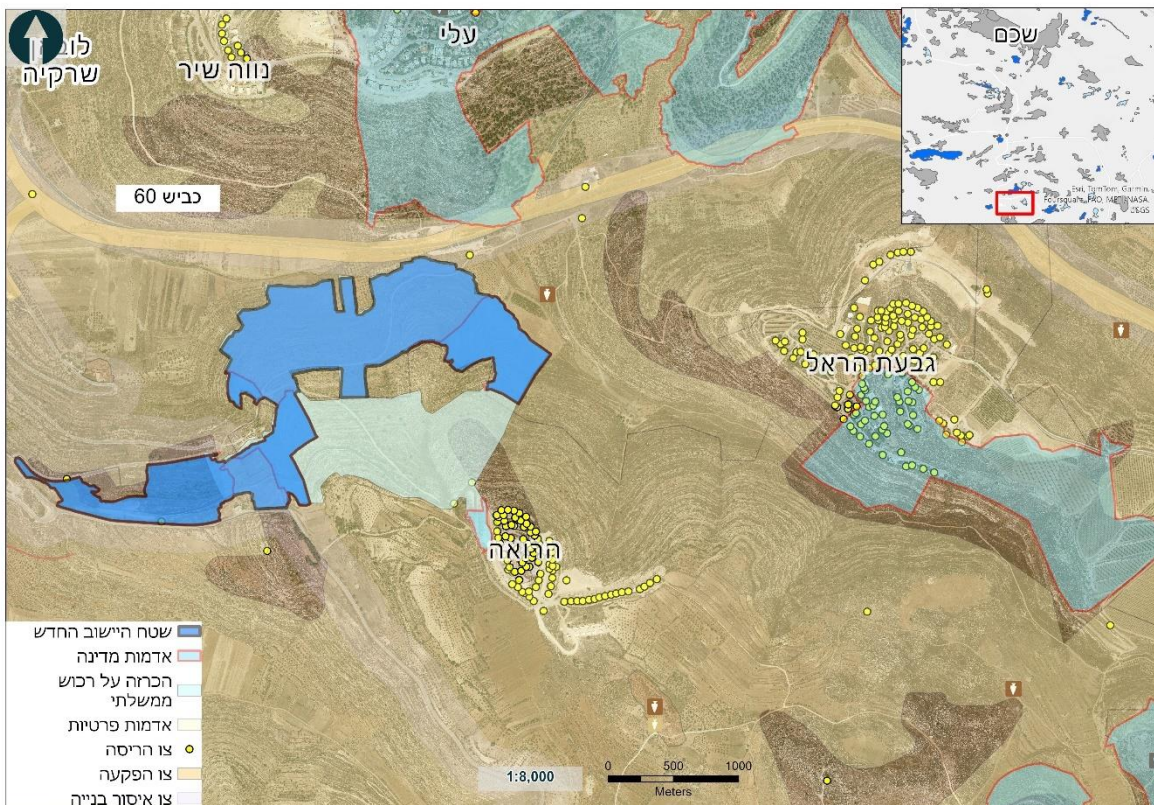 לובן
שרקיה
נווה שיר
עלי
שכם
Esri, TomTom, Garmin,
Foursquare, FAO, METI/NASA,
USGS
כביש 60
גבעת הראל
הרואה
שטח היישוב החדש
אדמות מדינה
הכרזה על רכוש
ממשלתי
אדמות פרטיות
צו הריסה
צו הפקעה
צו איסור בנייה
1:8,000
0 500 1000
Meters